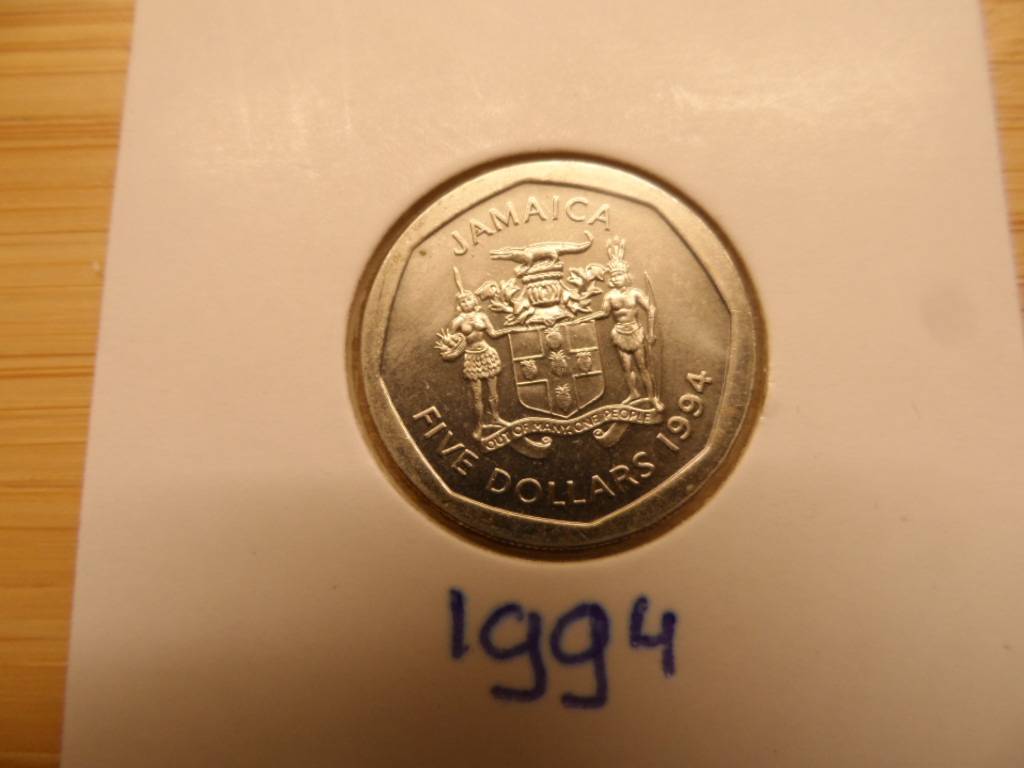 JAMAICA
OUT OF MANY, ONE PEOPLE
FIVE DOLLARS 1994
1994